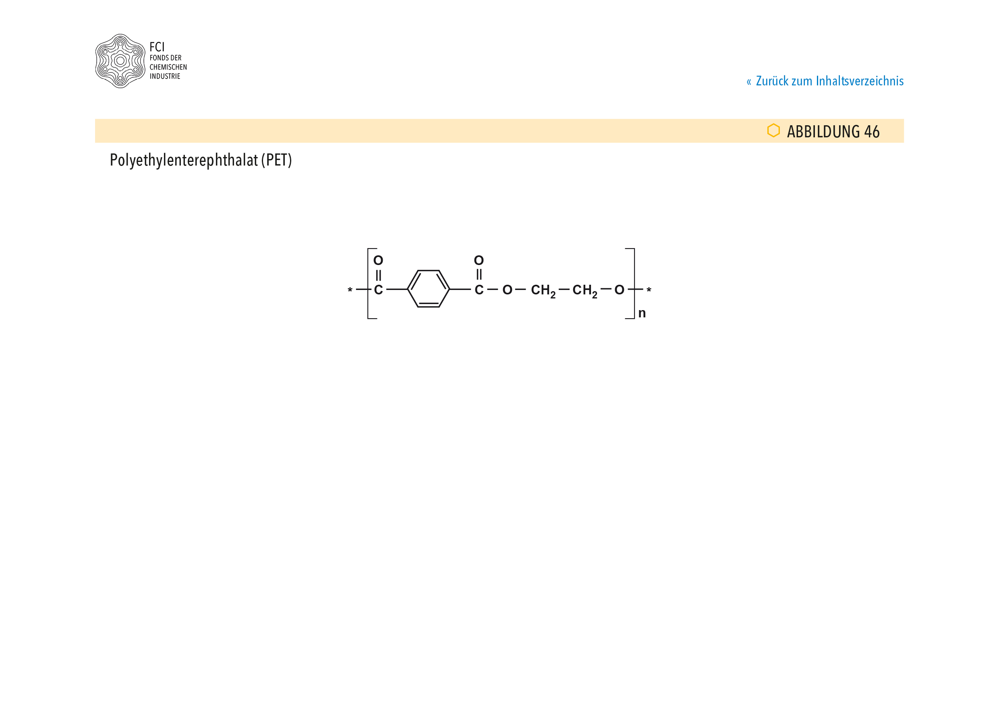 FCI
FONDS DER
CHEMISCHEN
INDUSTRIE
« Zurück zum Inhaltsverzeichnis
ABBILDUNG 46
Polyethylenterephthalat (PET)
O O
* C C O CH2 CH2 O *
n